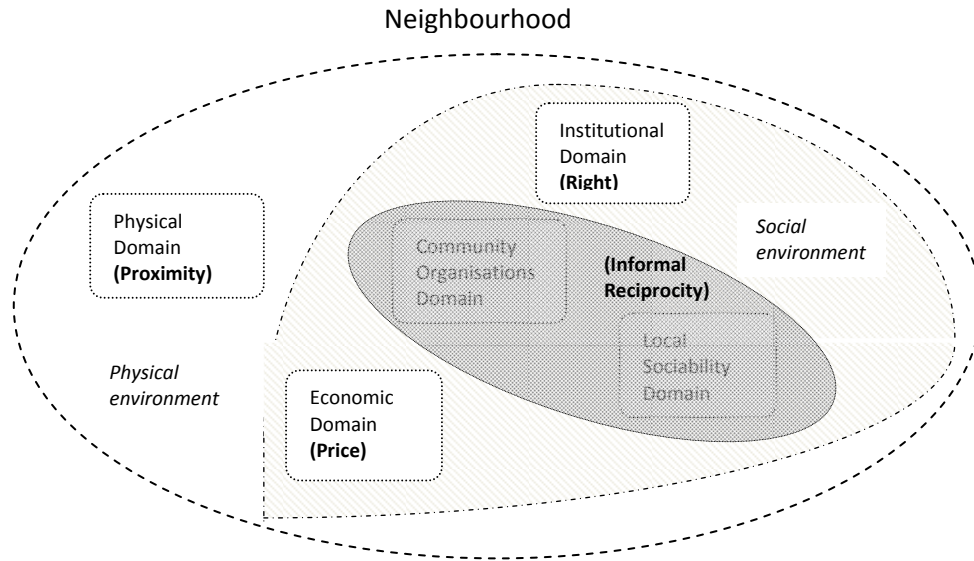 Neighbourhood
Institutional
Domain
(Right)
Physical
Domain
(Proximity)
Social
environment
Community
Organisations
Domain
(Informal
Reciprocity)
Local
Sociability
Domain
Physical
environment
Economic
Domain
(Price)